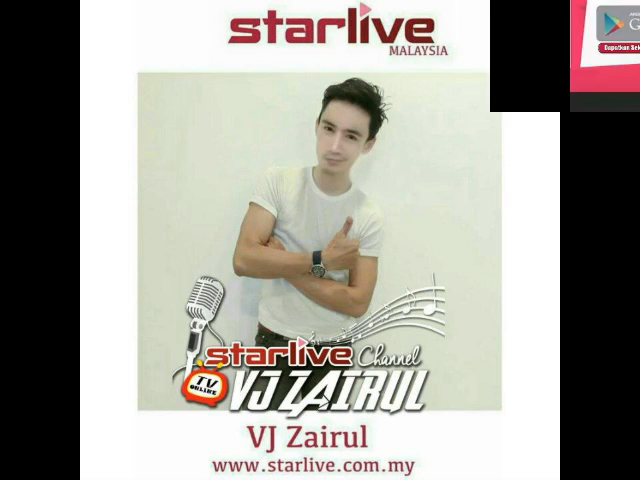 starlive
MALAYSIA
starlive Channel
TV
ONLINE
VJ ZAIRUL
VJ Zairul
www.starlive.com.my